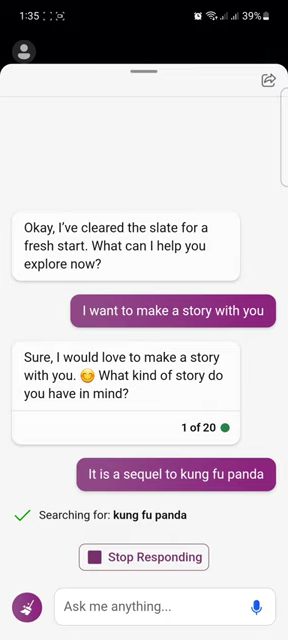 1:35
39%
Okay, I've cleared the slate for a
fresh start. What can I help you
explore now?
I want to make a story with you
Sure, I would love to make a story
with you. 😊 What kind of story do
you have in mind?
1 of 20
It is a sequel to kung fu panda
Searching for: kung fu panda
Stop Responding
Ask me anything...